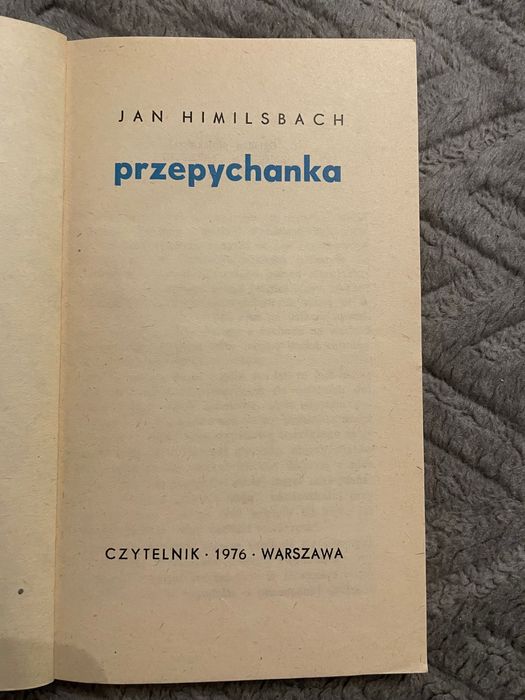 JAN HIMILSBACH
przepychanka
CZYTELNIK · 1976 · WARSZAWA